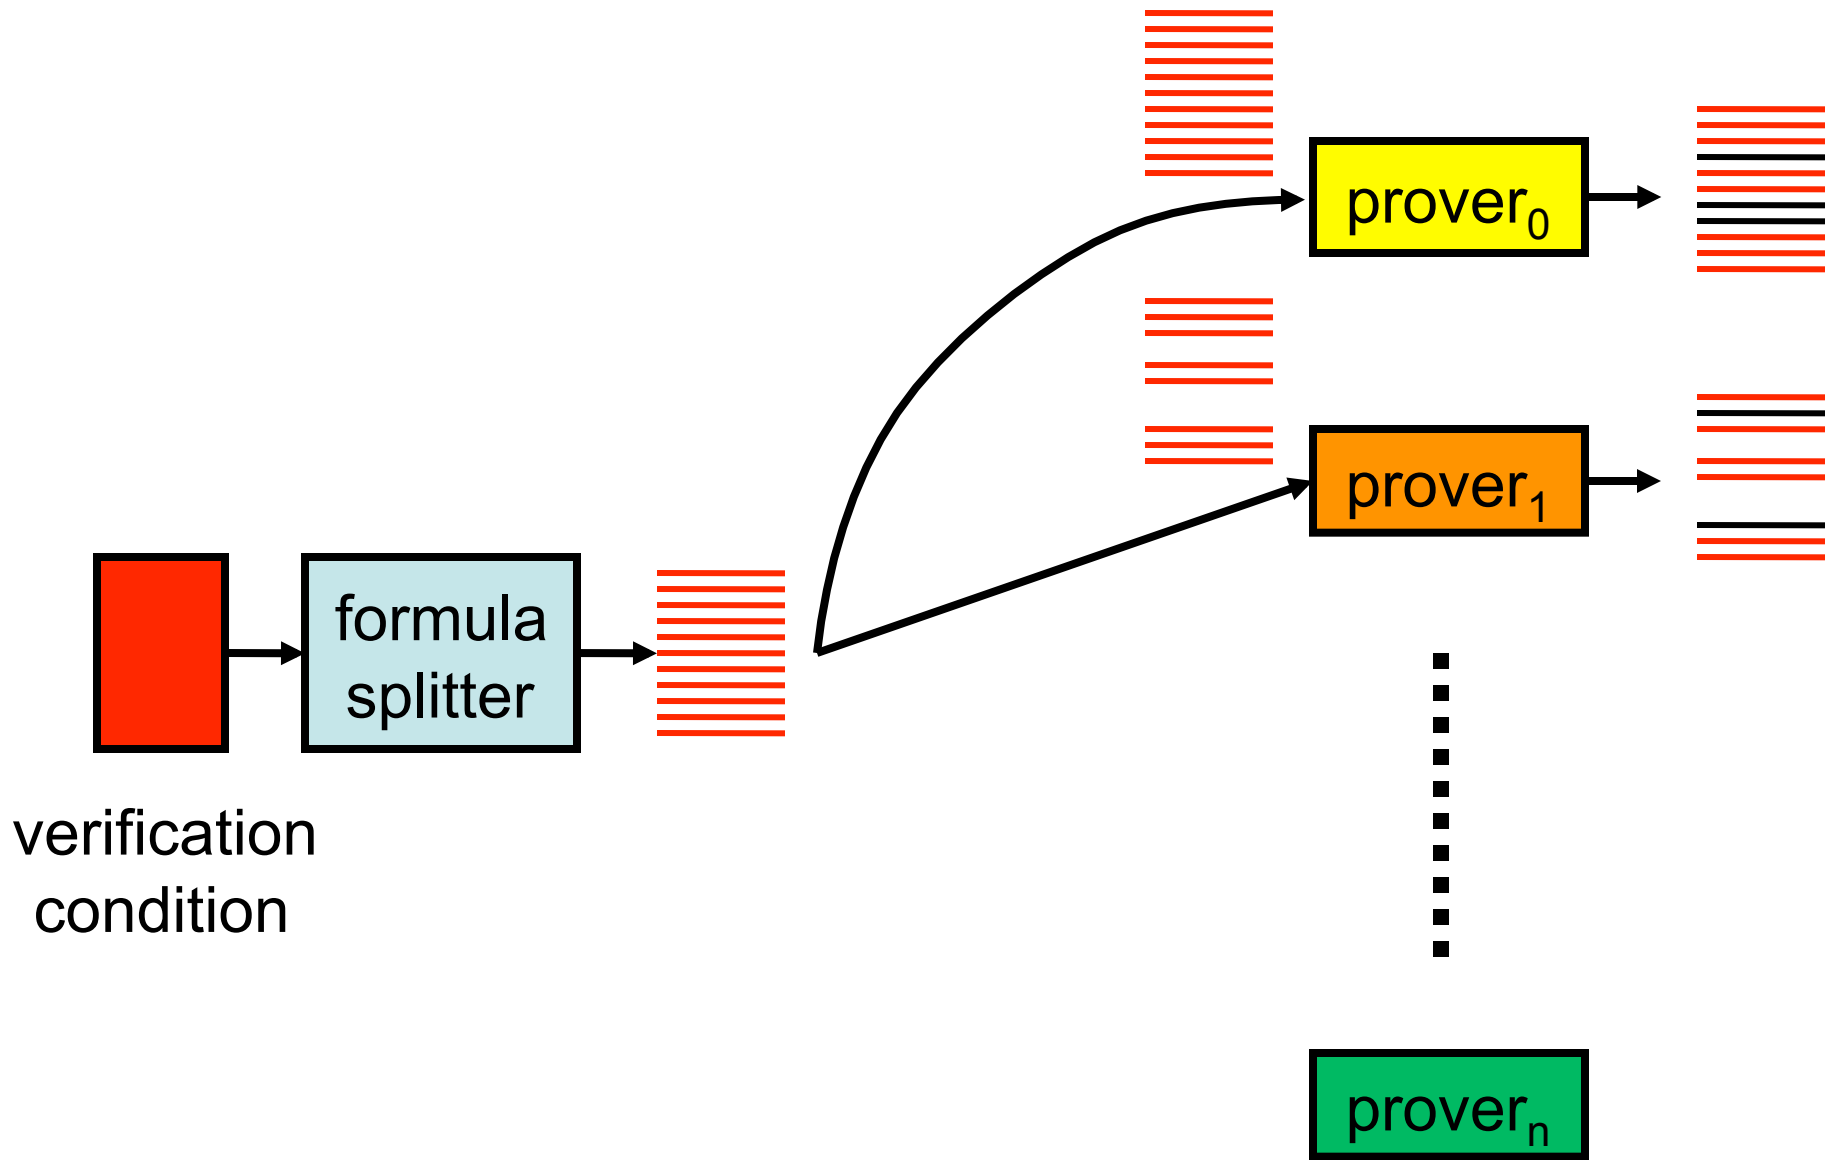 prover₀
prover₁
formula
splitter
verification
condition
proverₙ